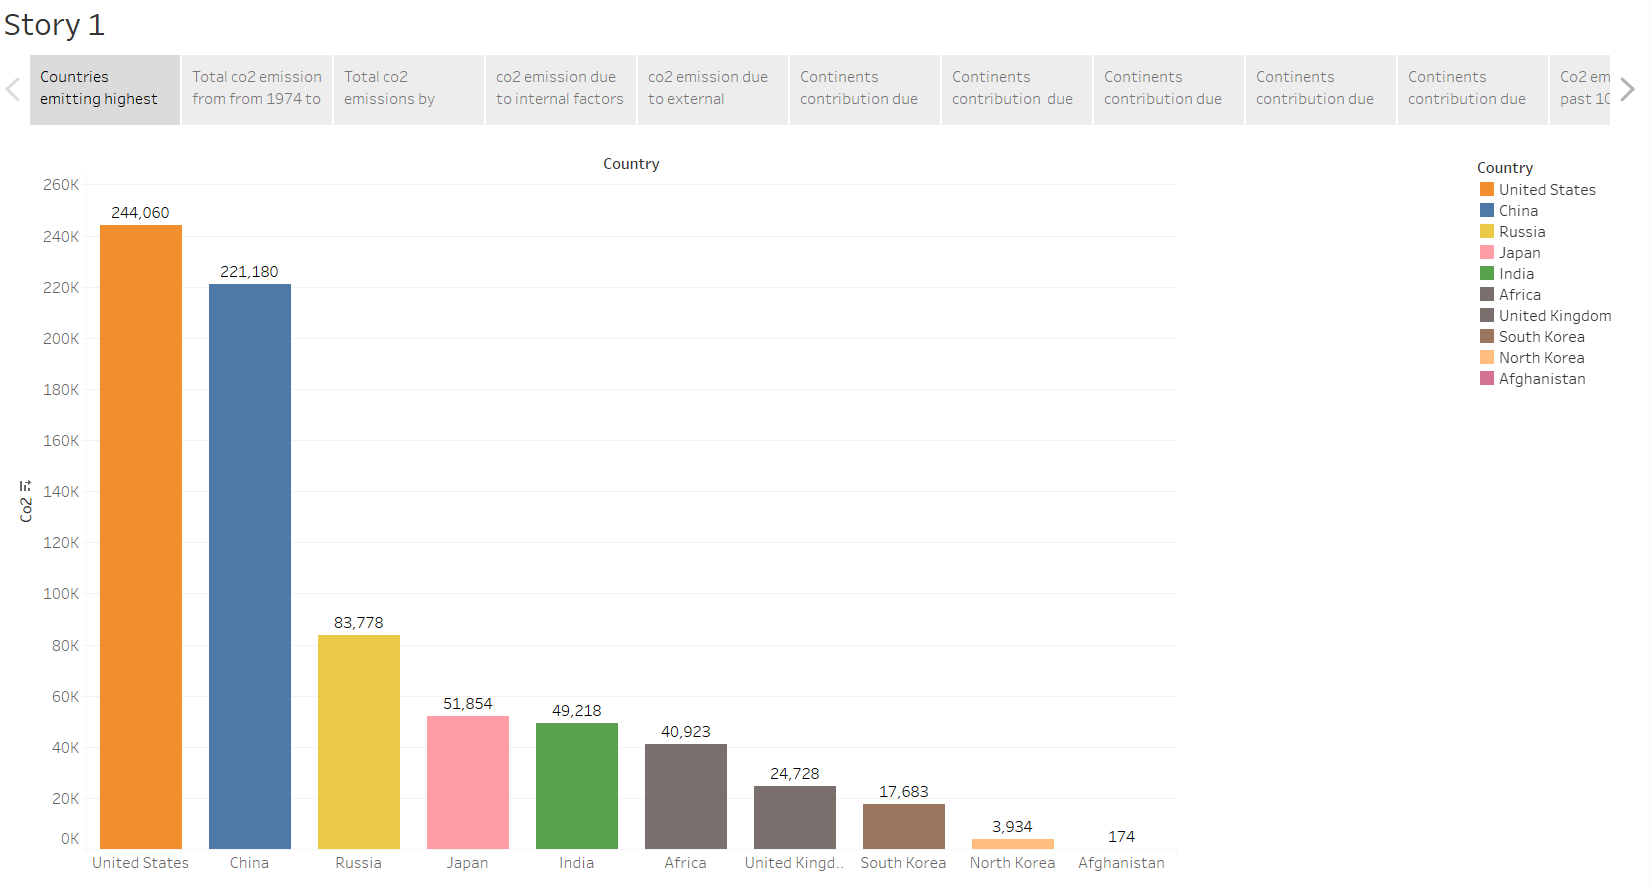 Story 1
Countries
emitting highest
Total co2 emission
from from 1974 to
Total co2
emissions by
co2 emission due
to internal factors
co2 emission due
to external
Continents
contribution due
Continents
contribution due
Continents
contribution due
Continents
contribution due
Continents
contribution due
Co2 em
past 10
Country
260K
240K
220K
200K
180K
160K
140K
120K
100K
80K
60K
40K
20K
0K
Co2
244,060
221,180
83,778
51,854
49,218
40,923
24,728
17,683
3,934
174
United States
China
Russia
Japan
India
Africa
United Kingd..
South Korea
North Korea
Afghanistan
Country
United States
China
Russia
Japan
India
Africa
United Kingdom
South Korea
North Korea
Afghanistan